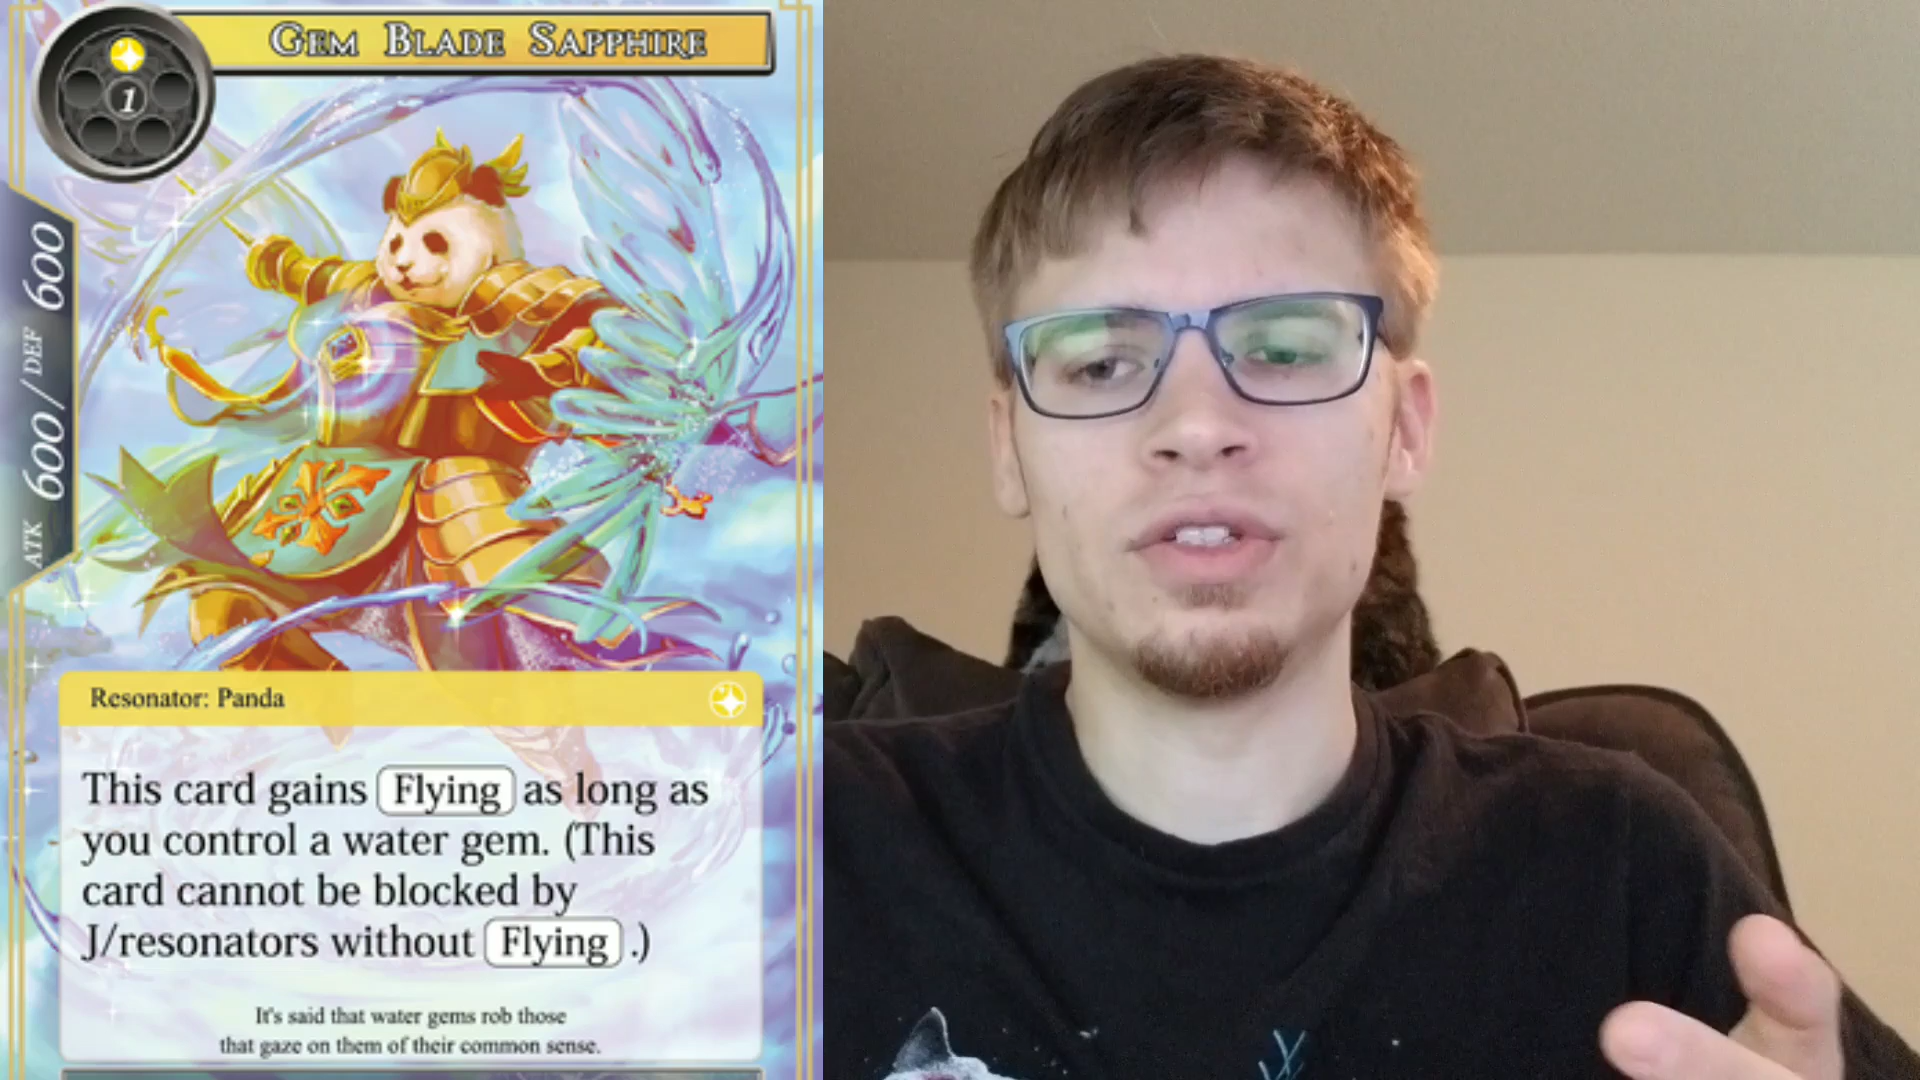 GEM BLADE SAPPHIRE
1
ATK 600 / DEF 600
Resonator: Panda
This card gains Flying as long as
you control a water gem. (This
card cannot be blocked by
J/resonators without Flying .)
It's said that water gems rob those
that gaze on them of their common sense.